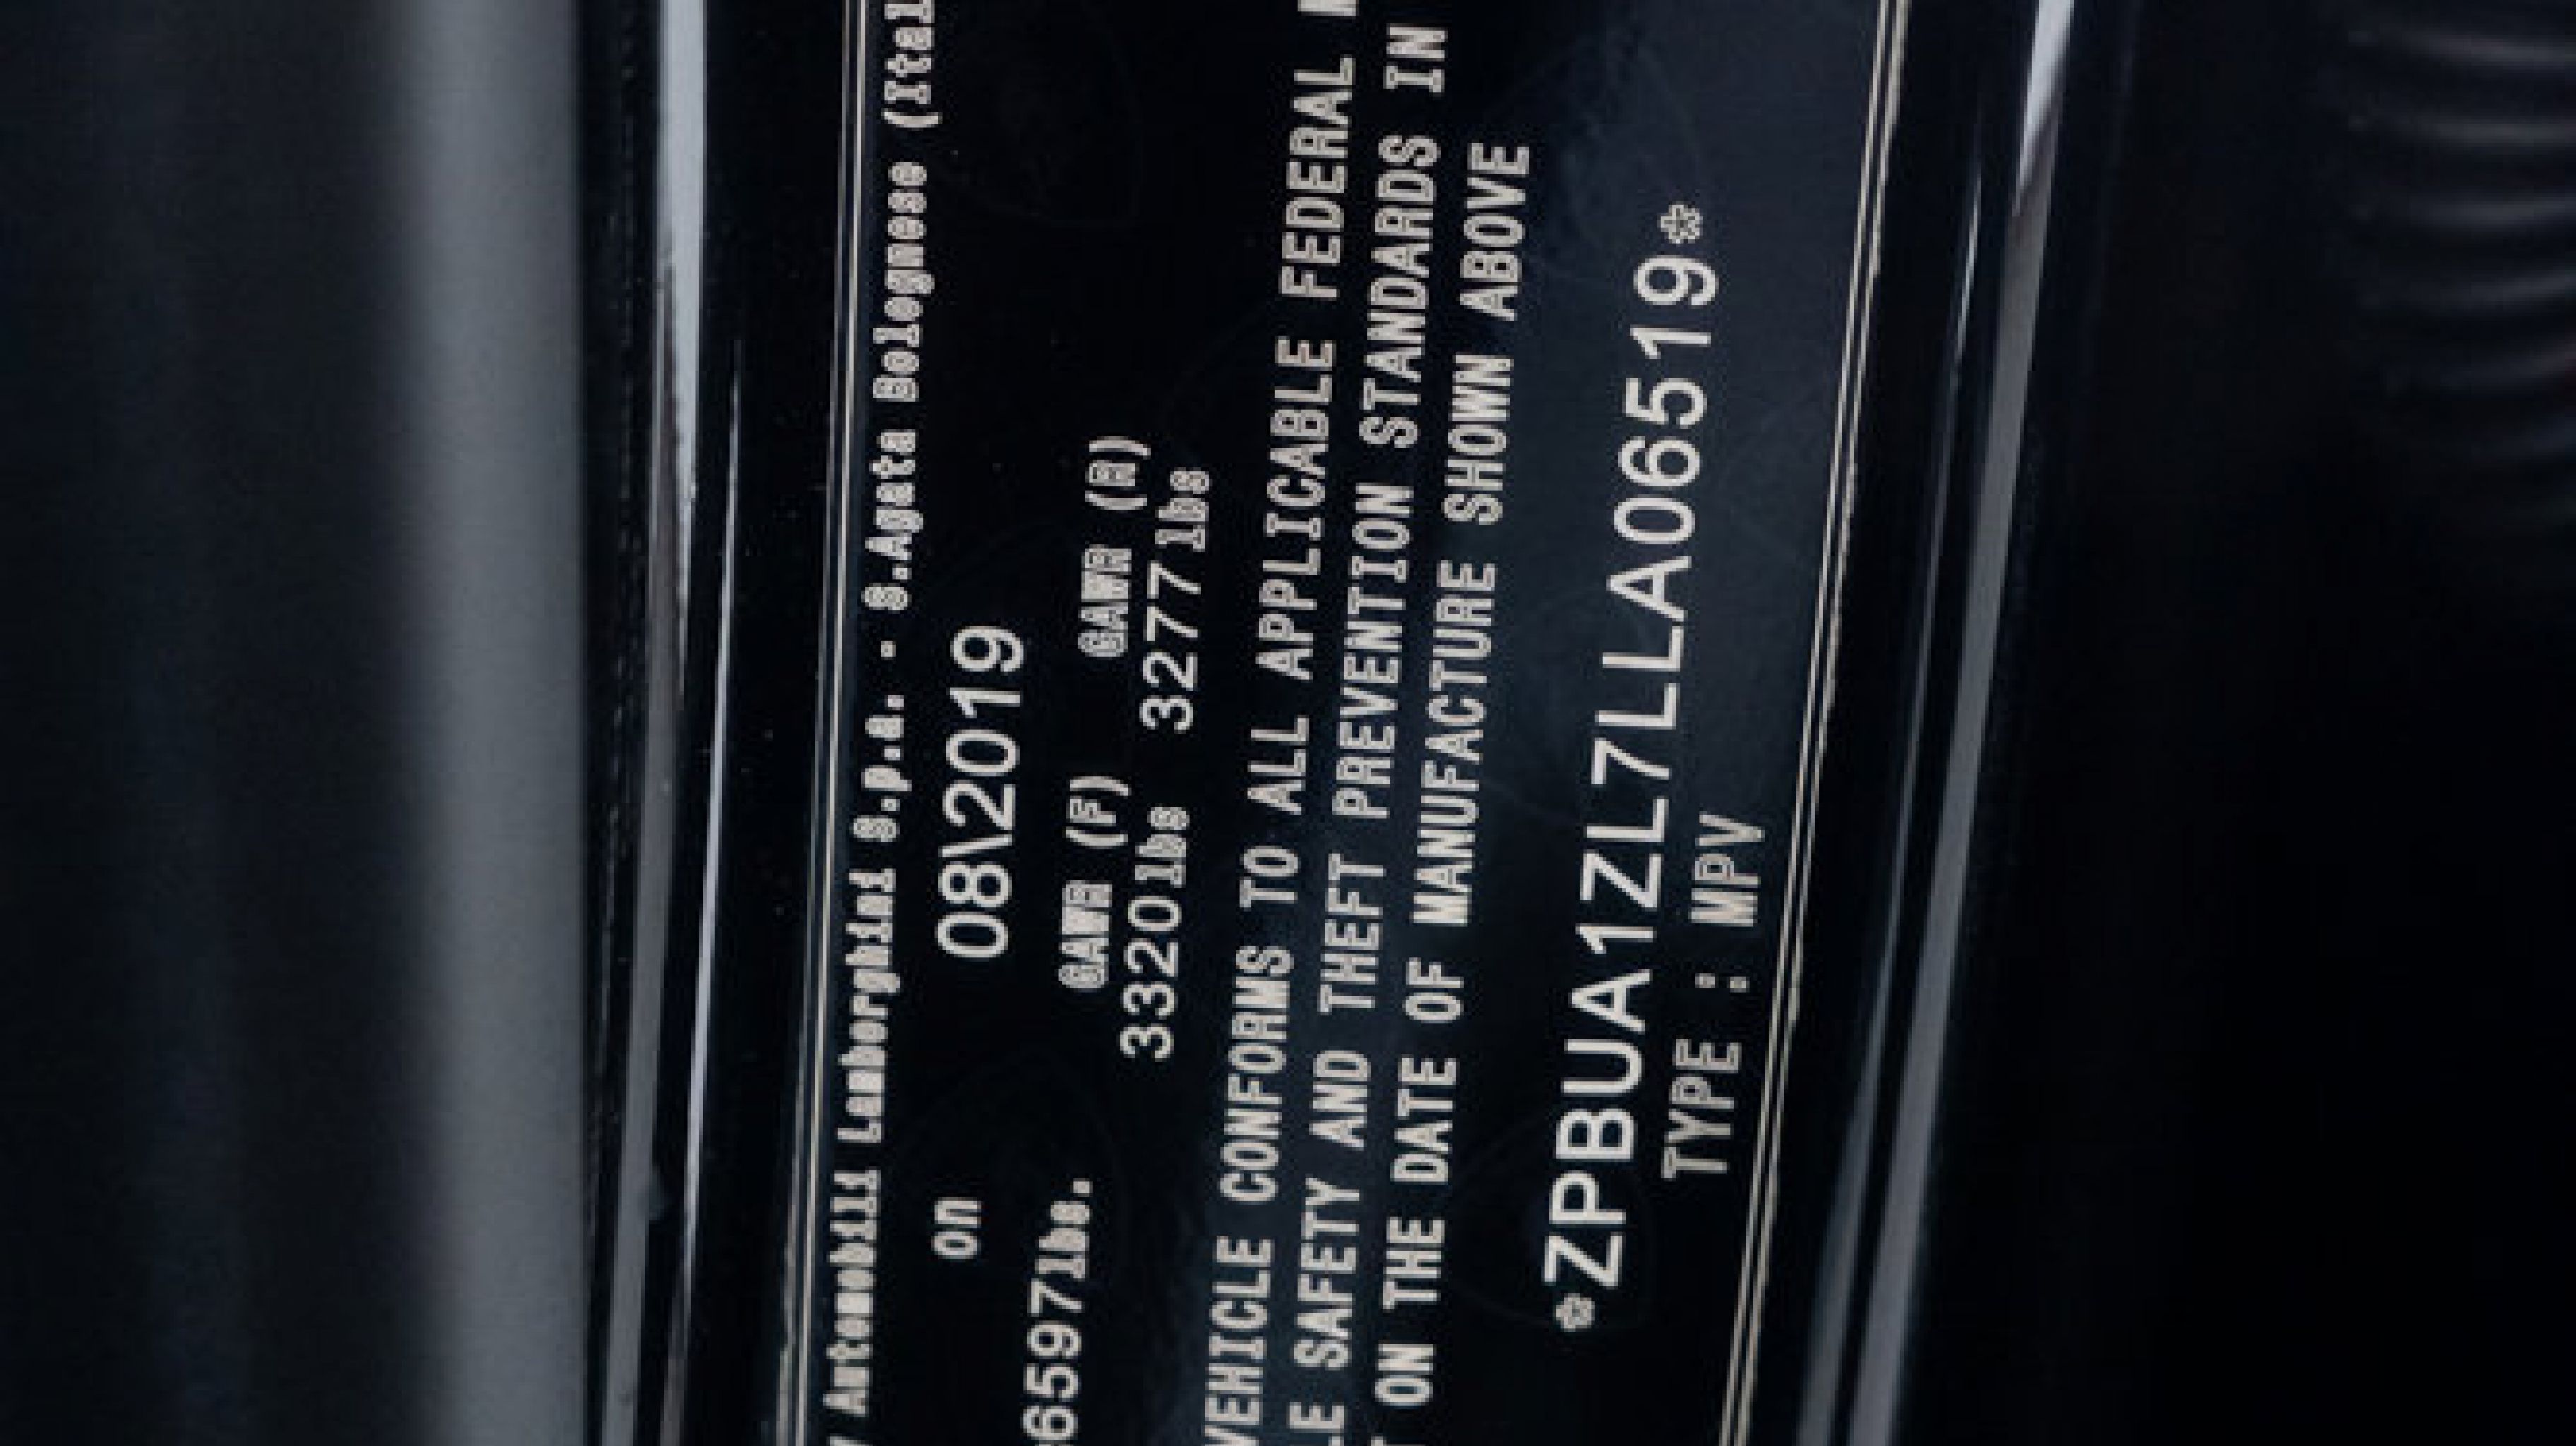 Automobili Lamborghini S.p.a. - S.Agata Bolognese (Ital
on 08\2019
GAWR (F) GAWR (R)
6597lbs. 3320lbs 3277lbs
VEHICLE CONFORMS TO ALL APPLICABLE FEDERAL
LE SAFETY AND THEFT PREVENTION STANDARDS IN
T ON THE DATE OF MANUFACTURE SHOWN ABOVE
*ZPBUA1ZL7LLA06519*
TYPE : MPV